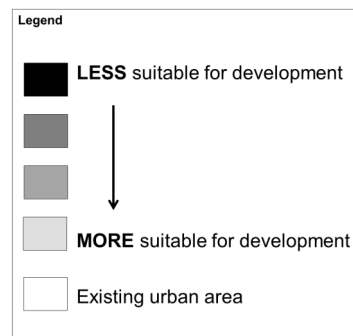 Legend
LESS suitable for development
MORE suitable for development
Existing urban area